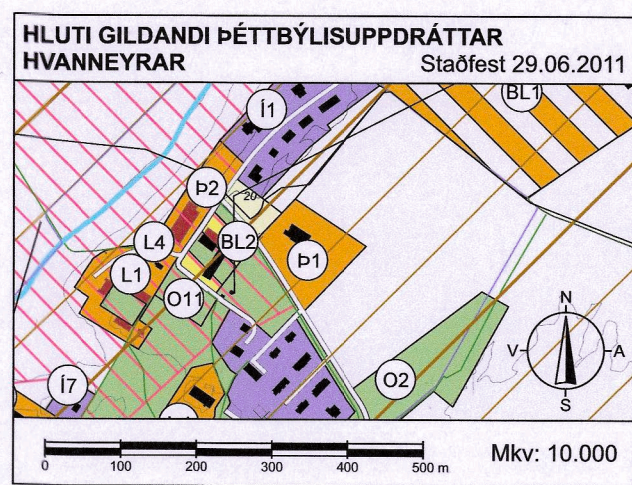 HLUTI GILDANDI ÞÉTTBÝLISUPPDRÁTTAR
HVANNEYRAR
Staðfest 29.06.2011
Í1
BL1
Þ2
20
L4
BL2
Þ1
L1
O11
N
V
A
S
O2
Í7
0 100 200 300 400 500 m
Mkv: 10.000